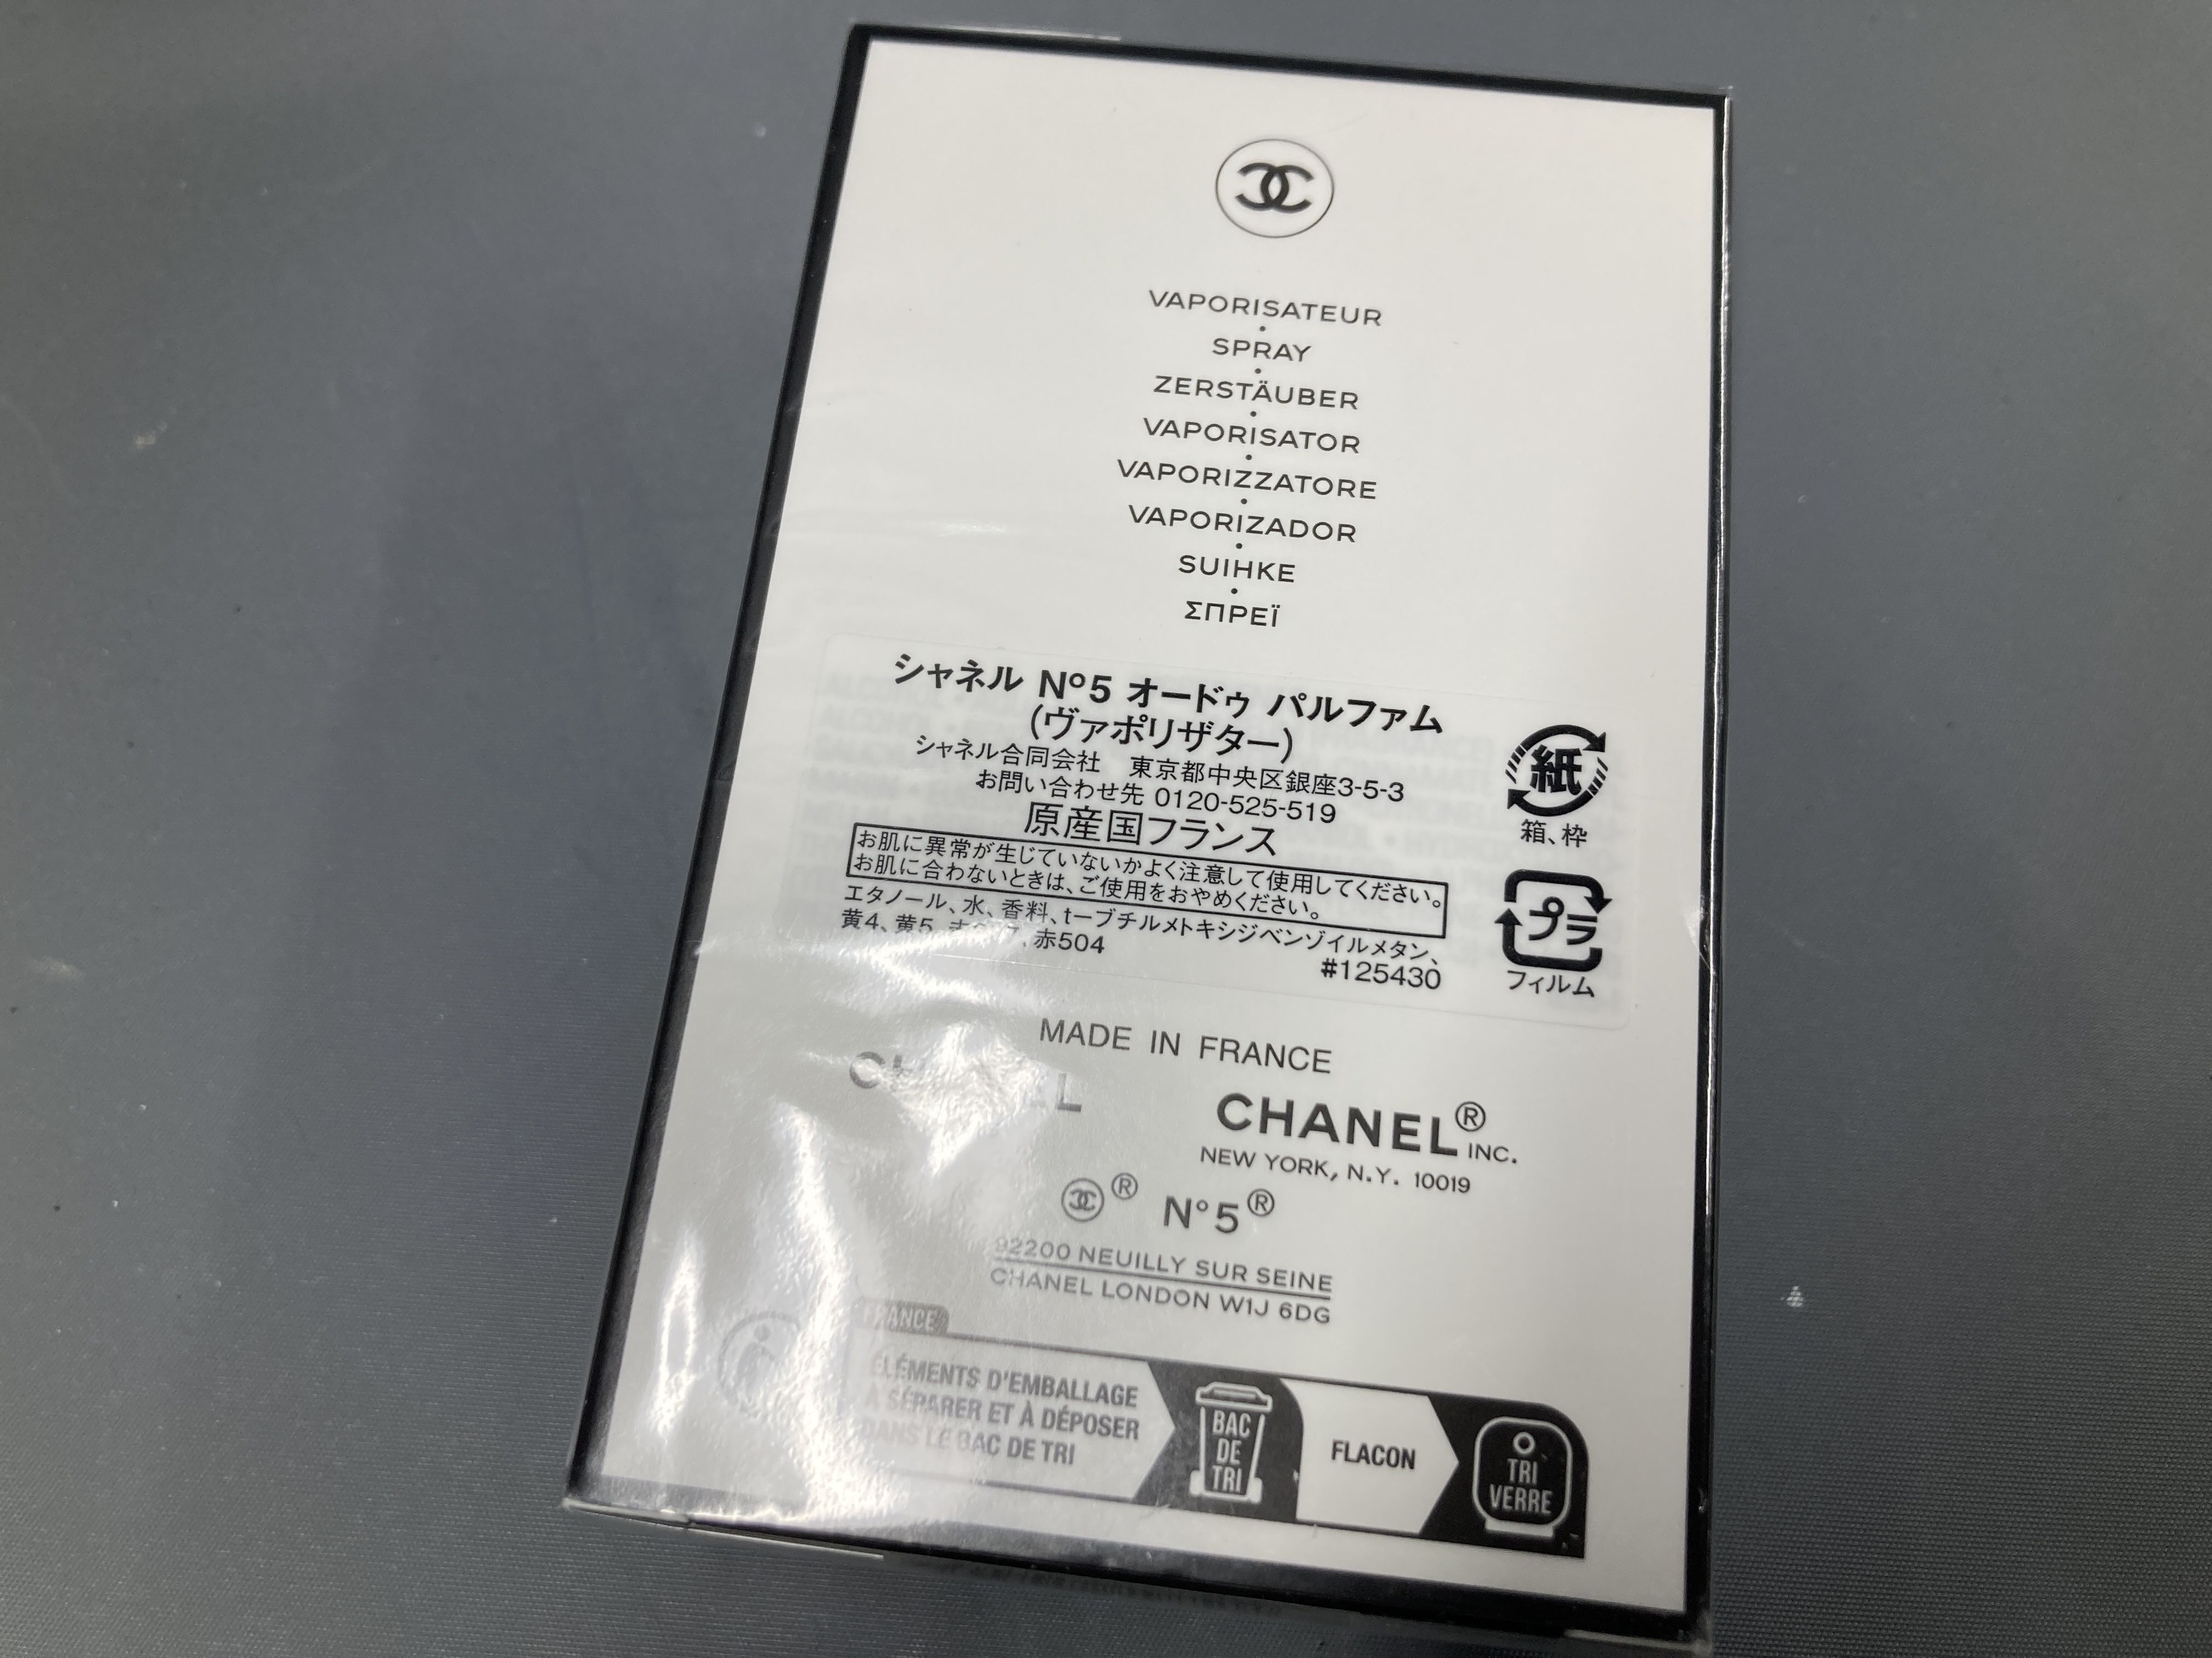 VAPORISATEUR
SPRAY
ZERSTÄUBER
VAPORISATOR
VAPORIZZATORE
VAPORIZADOR
SUIHKE
ΣΠΡΕΪ
シャネル N°5 オードゥ パルファム
(ヴァポリザター)
シャネル合同会社 東京都中央区銀座3-5-3
お問い合わせ先 0120-525-519
原産国フランス
お肌に異常が生じていないかよく注意して使用してください。
お肌に合わないときは、ご使用をおやめください。
エタノール、水、香料、t-ブチルメトキシジベンゾイルメタン、
黄4、黄5、 赤504
#125430
紙
箱、枠
プラ
フィルム
MADE IN FRANCE
CHANEL® INC.
NEW YORK, N.Y. 10019
® N°5®
92200 NEUILLY SUR SEINE
CHANEL LONDON W1J 6DG
FRANCE
ÉLÉMENTS D'EMBALLAGE
À SÉPARER ET À DÉPOSER
DANS LE BAC DE TRI
BAC
DE
TRI
FLACON
TRI
VERRE